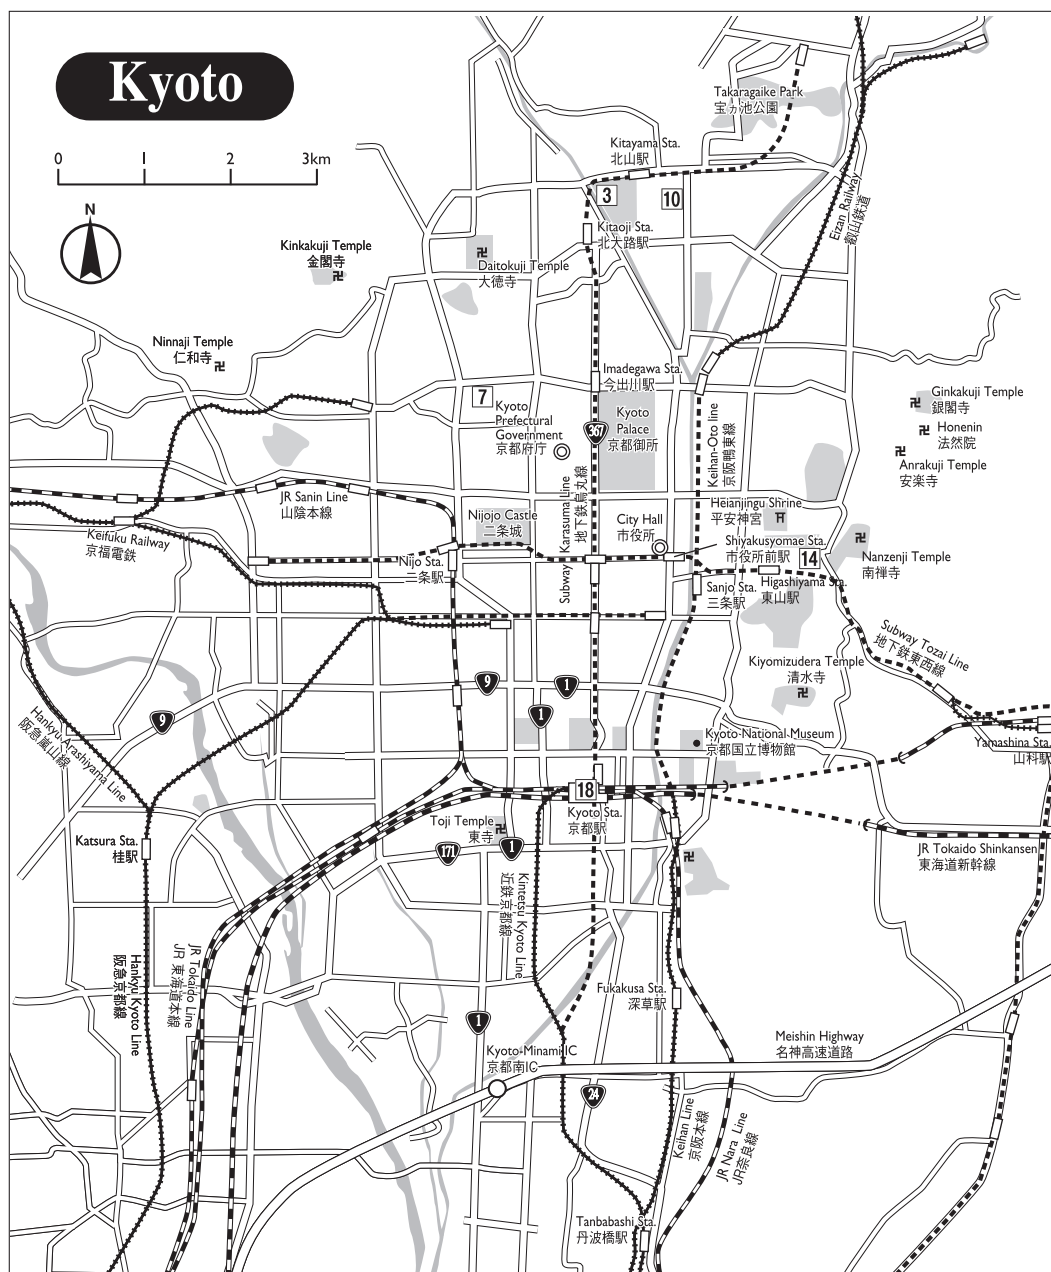 Kyoto
0 1 2 3km
N
Takaragaike Park
宝ヵ池公園
Kitayama Sta.
北山駅
3
10
Eizan Railway
叡山鉄道
Kitaoji Sta.
北大路駅
Kinkakuji Temple
金閣寺
Daitokuji Temple
大徳寺
Ninnaji Temple
仁和寺
Imadegawa Sta.
今出川駅
7
Kyoto
Prefectural
Government
京都府庁
Kyoto
Palace
京都御所
367
Keihan-Oto line
京阪鴨東線
Ginkakuji Temple
銀閣寺
Honenin
法然院
Anrakuji Temple
安楽寺
JR Sanin Line
山陰本線
Subway Karasuma Line
地下鉄烏丸線
Heianjingu Shrine
平安神宮
Nijojo Castle
二条城
City Hall
市役所
Keifuku Railway
京福電鉄
Shiyakusyomae Sta.
市役所前駅
14
Nanzenji Temple
南禅寺
Nijo Sta.
二条駅
Sanjo Sta.
三条駅
Higashiyama Sta.
東山駅
Subway Tozai Line
地下鉄東西線
Kiyomizudera Temple
清水寺
9
1
9
1
Hankyu Arashiyama Line
阪急嵐山線
Kyoto National Museum
京都国立博物館
Yamashina Sta.
山科駅
18
Kyoto Sta.
京都駅
Toji Temple
東寺
171
1
Katsura Sta.
桂駅
JR Tokaido Shinkansen
東海道新幹線
Kintetsu Kyoto Line
近鉄京都線
Hankyu Kyoto Line
阪急京都線
JR Tokaido Line
JR 東海道本線
Fukakusa Sta.
深草駅
1
Meishin Highway
名神高速道路
Kyoto-Minami IC
京都南IC
24
Keihan Line
京阪本線
JR Nara Line
JR奈良線
Tanbabashi Sta.
丹波橋駅